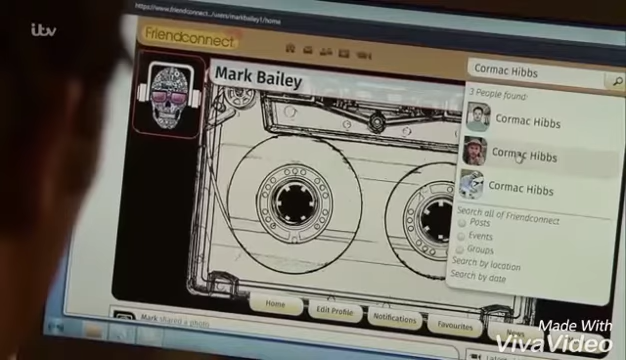 https://www.friendconnect.../users/markbailey1/home
itv
Friendconnect
Mark Bailey
Cormac Hibbs
3 People found:
Cormac Hibbs
Cormac Hibbs
Cormac Hibbs
Search all of Friendconnect
Posts
Events
Groups
Search by location
Search by date
Home
Edit Profile
Notifications
Favourites
News
Mark shared a photo
Made With
VivaVideo